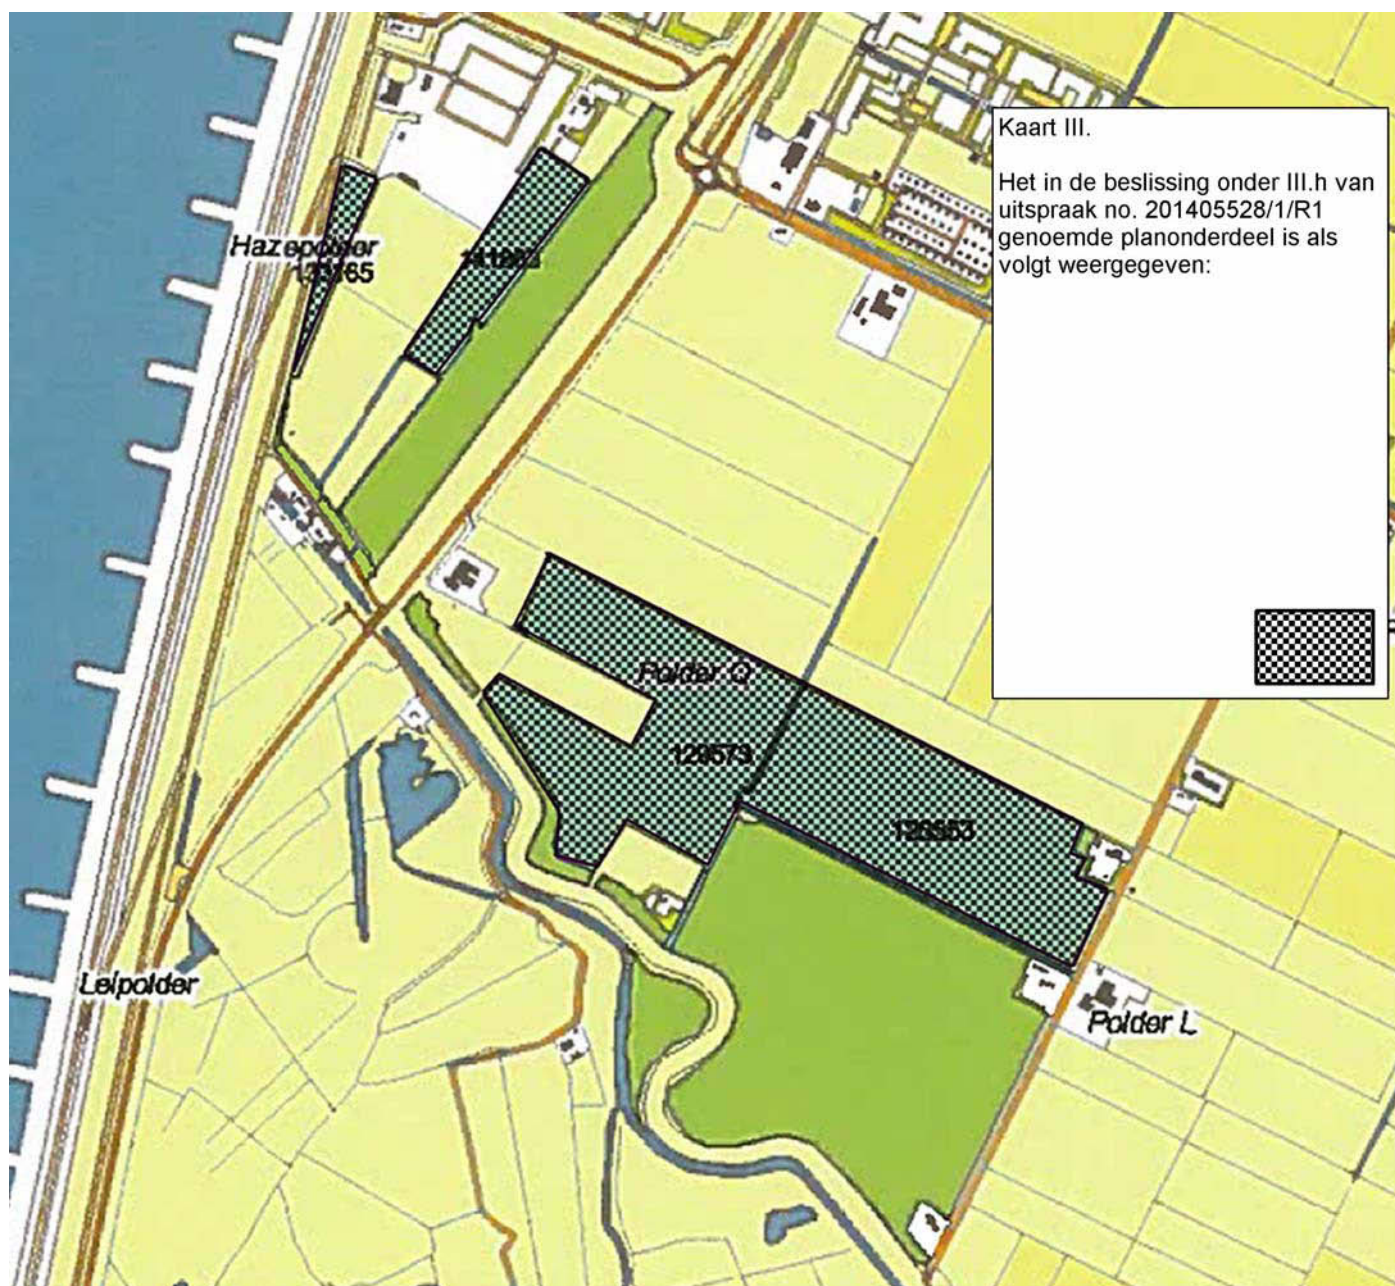 Kaart III.
Het in de beslissing onder III.h van
uitspraak no. 201405528/1/R1
genoemde planonderdeel is als
volgt weergegeven:
Hazepolder
Polder Q
129573
Leipolder
Polder L